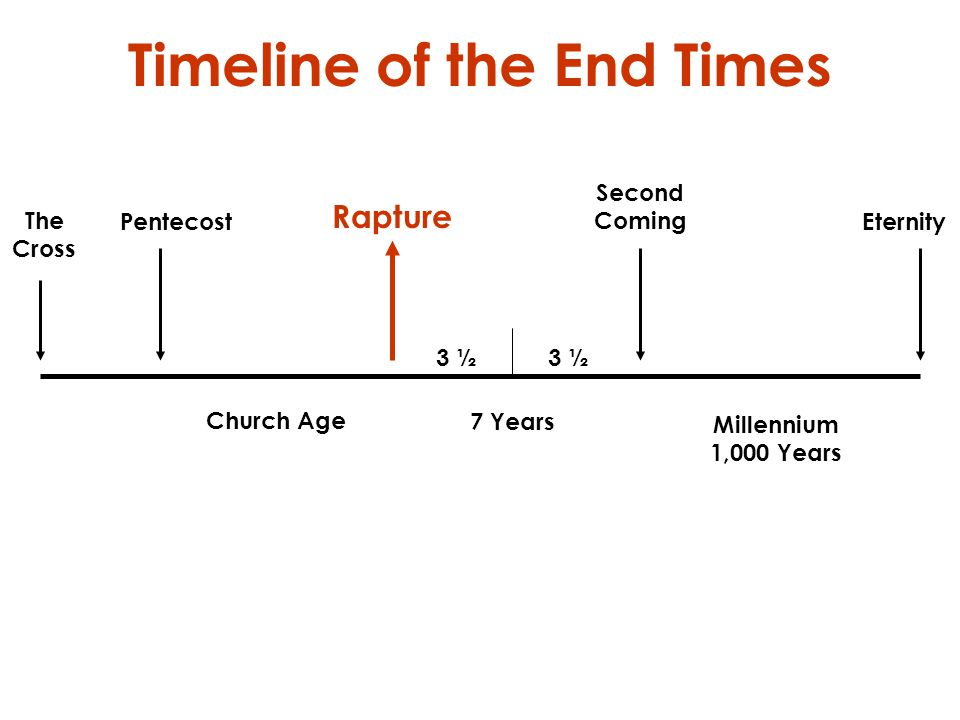 Timeline of the End Times
The
Cross
Pentecost
Rapture
Second
Coming
Eternity
3 ½
3 ½
Church Age
7 Years
Millennium
1,000 Years